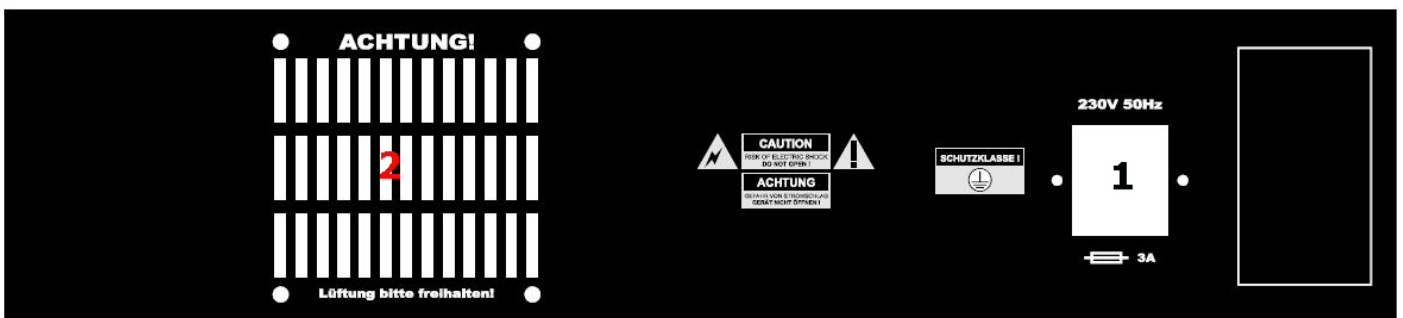 ACHTUNG!
2
Lüftung bitte freihalten!
CAUTION
RISK OF ELECTRIC SHOCK
DO NOT OPEN !
ACHTUNG
GEFAHR VON STROMSCHLAG
GERÄT NICHT ÖFFNEN !
SCHUTZKLASSE I
230V 50Hz
1
3A